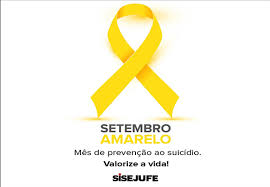 SETEMBRO
AMARELO
Mês de prevenção ao suicídio.
Valorize a vida!
SISEJUFE